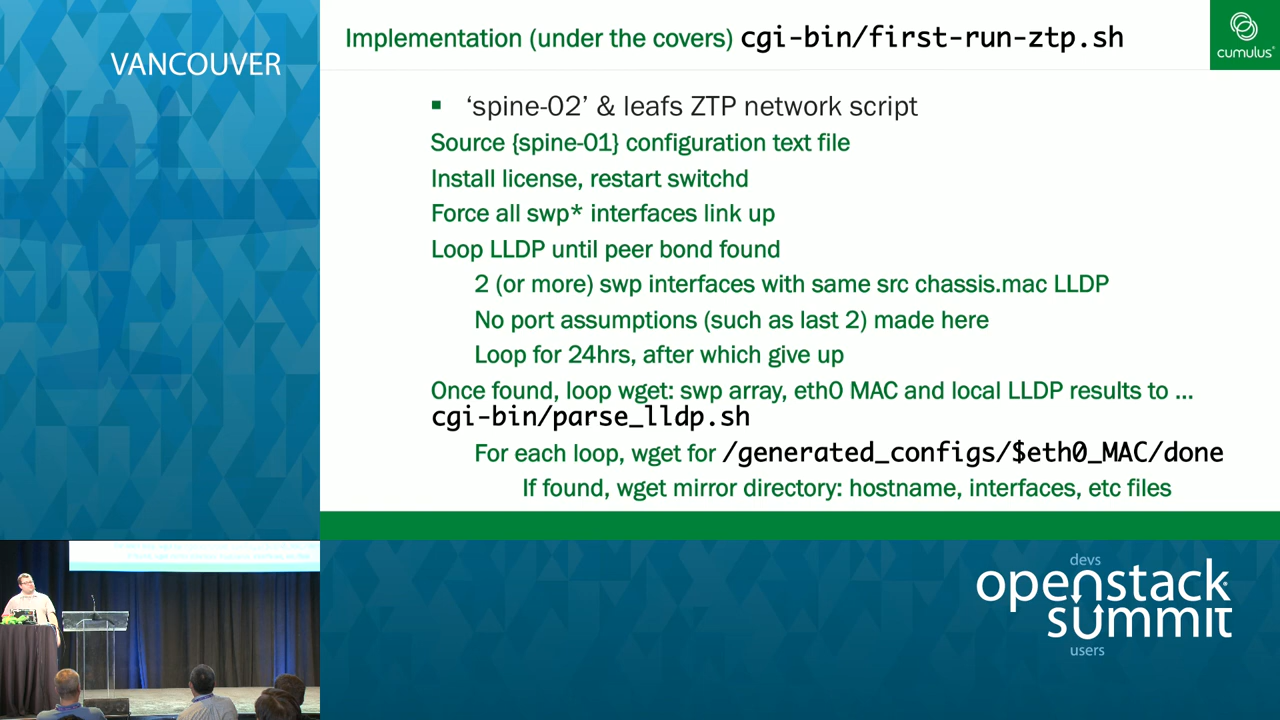 VANCOUVER
Implementation (under the covers) cgi-bin/first-run-ztp.sh
cumulus
‘spine-02’ & leafs ZTP network script
Source {spine-01} configuration text file
Install license, restart switchd
Force all swp* interfaces link up
Loop LLDP until peer bond found
2 (or more) swp interfaces with same src chassis.mac LLDP
No port assumptions (such as last 2) made here
Loop for 24hrs, after which give up
Once found, loop wget: swp array, eth0 MAC and local LLDP results to ...
cgi-bin/parse_lldp.sh
For each loop, wget for /generated_configs/$eth0_MAC/done
If found, wget mirror directory: hostname, interfaces, etc files
devs
openstack
summit
users